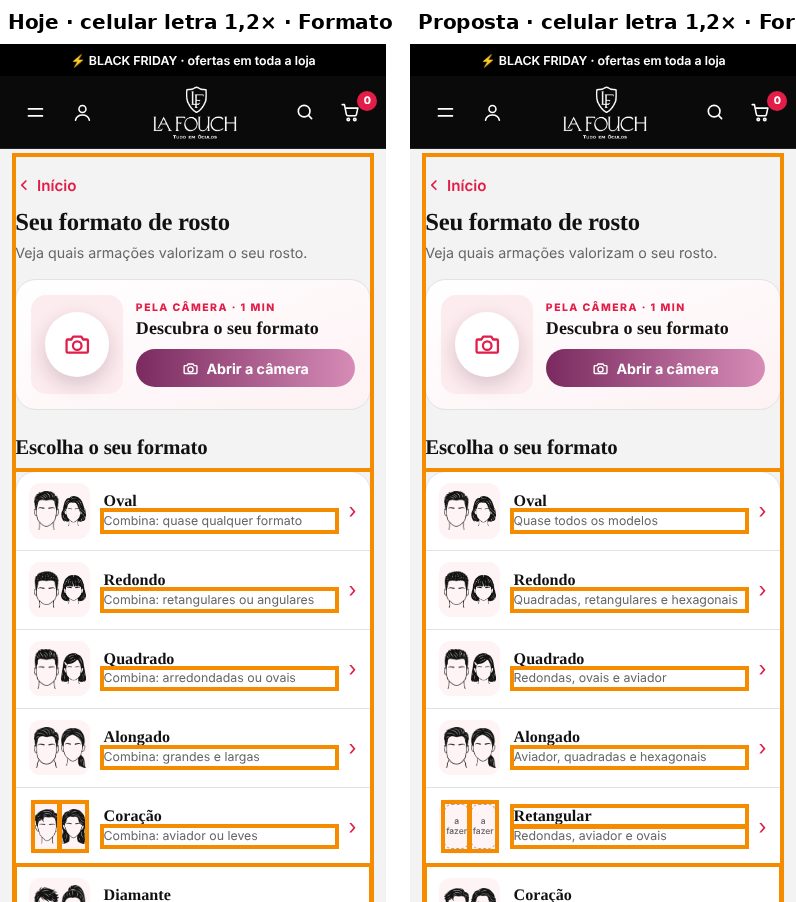 Hoje · celular letra 1,2× · Formato
⚡ BLACK FRIDAY · ofertas em toda a loja
0
LF
LA FOUCH
Tudo em Óculos
Início
Seu formato de rosto
Veja quais armações valorizam o seu rosto.
PELA CÂMERA · 1 MIN
Descubra o seu formato
Abrir a câmera
Escolha o seu formato
Oval
Combina: quase qualquer formato
Redondo
Combina: retangulares ou angulares
Quadrado
Combina: arredondadas ou ovais
Alongado
Combina: grandes e largas
Coração
Combina: aviador ou leves
Diamante
Proposta · celular letra 1,2× · For
⚡ BLACK FRIDAY · ofertas em toda a loja
0
LF
LA FOUCH
Tudo em Óculos
Início
Seu formato de rosto
Veja quais armações valorizam o seu rosto.
PELA CÂMERA · 1 MIN
Descubra o seu formato
Abrir a câmera
Escolha o seu formato
Oval
Quase todos os modelos
Redondo
Quadradas, retangulares e hexagonais
Quadrado
Redondas, ovais e aviador
Alongado
Aviador, quadradas e hexagonais
a fazer
a fazer
Retangular
Redondas, aviador e ovais
Coração